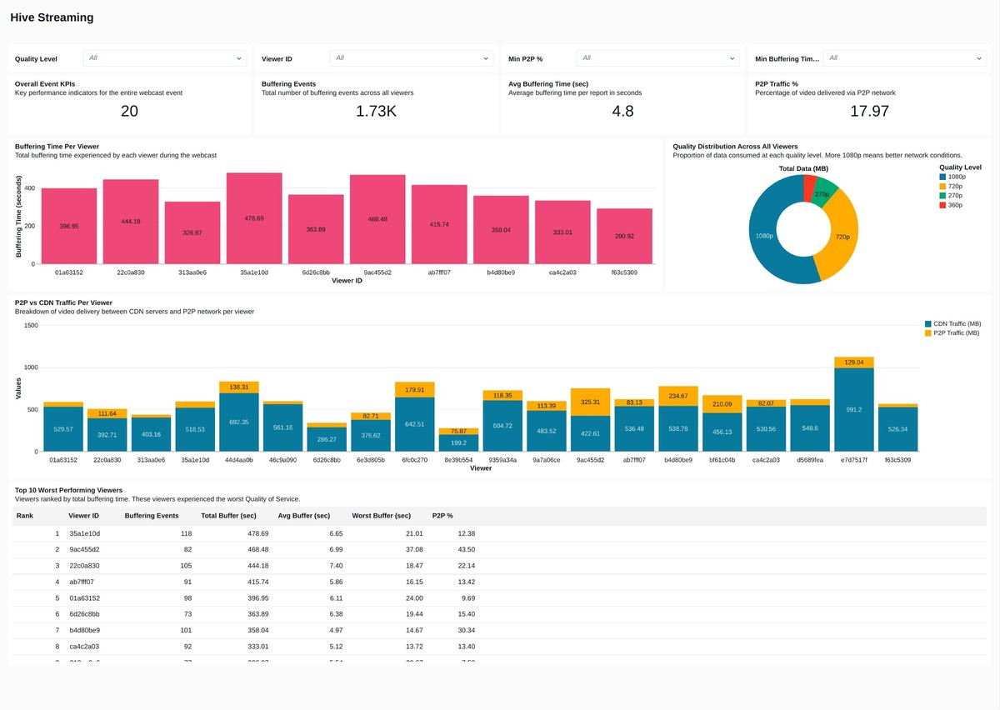 Hive Streaming
Quality Level All Viewer ID All Min P2P % All Min Buffering Tim... All
Overall Event KPIs
Key performance indicators for the entire webcast event
20
Buffering Events
Total number of buffering events across all viewers
1.73K
Avg Buffering Time (sec)
Average buffering time per report in seconds
4.8
P2P Traffic %
Percentage of video delivered via P2P network
17.97
Buffering Time Per Viewer
Total buffering time experienced by each viewer during the webcast
Buffering Time (seconds)
400
200
0
396.95 444.18 326.87 478.69 363.89 468.48 415.74 358.04 333.01 290.92
01a63152 22c0a830 313aa0e6 35a1e10d 6d26c8bb 9ac455d2 ab7fff07 b4d80be9 ca4c2a03 f63c5309
Viewer ID
Quality Distribution Across All Viewers
Proportion of data consumed at each quality level. More 1080p means better network conditions.
Total Data (MB)
270p
1080p
720p
Quality Level
1080p
720p
270p
360p
P2P vs CDN Traffic Per Viewer
Breakdown of video delivery between CDN servers and P2P network per viewer
Values
1500
1000
500
0
111.64 138.31 82.71 179.91 75.87 118.35 113.39 325.31 83.13 234.67 210.09 82.07 129.04
529.57 392.71 403.16 518.53 692.35 561.16 286.27 376.62 642.51 199.2 604.72 483.52 422.61 536.48 538.78 456.13 530.56 548.6 991.2 526.34
01a63152 22c0a830 313aa0e6 35a1e10d 44d4aa0b 46c9a090 6d26c8bb 6e3d805b 6fc0c270 8e39b554 9359a34a 9a7a06ce 9ac455d2 ab7fff07 b4d80be9 bf61c04b ca4c2a03 d5689fea e7d7517f f63c5309
Viewer
CDN Traffic (MB)
P2P Traffic (MB)
Top 10 Worst Performing Viewers
Viewers ranked by total buffering time. These viewers experienced the worst Quality of Service.
Rank Viewer ID Buffering Events Total Buffer (sec) Avg Buffer (sec) Worst Buffer (sec) P2P %
1 35a1e10d 118 478.69 6.65 21.01 12.38
2 9ac455d2 82 468.48 6.99 37.08 43.50
3 22c0a830 105 444.18 7.40 18.47 22.14
4 ab7fff07 91 415.74 5.86 16.15 13.42
5 01a63152 98 396.95 6.11 24.00 9.69
6 6d26c8bb 73 363.89 6.38 19.44 15.40
7 b4d80be9 101 358.04 4.97 14.67 30.34
8 ca4c2a03 92 333.01 5.12 13.72 13.40